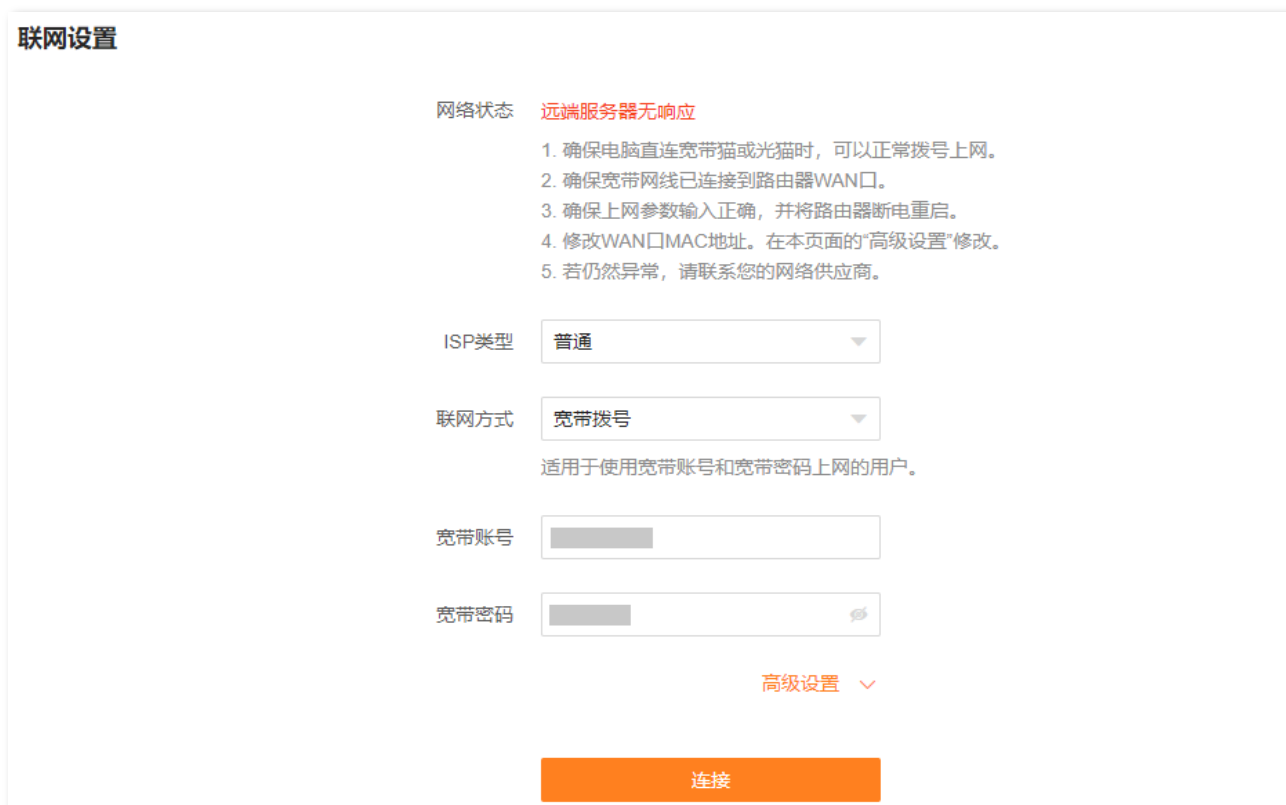 联网设置
网络状态 远端服务器无响应
1. 确保电脑直连宽带猫或光猫时，可以正常拨号上网。
2. 确保宽带网线已连接到路由器WAN口。
3. 确保上网参数输入正确，并将路由器断电重启。
4. 修改WAN口MAC地址。在本页面的“高级设置”修改。
5. 若仍然异常，请联系您的网络供应商。
ISP类型 普通
联网方式 宽带拨号
适用于使用宽带账号和宽带密码上网的用户。
宽带账号
宽带密码
高级设置
连接